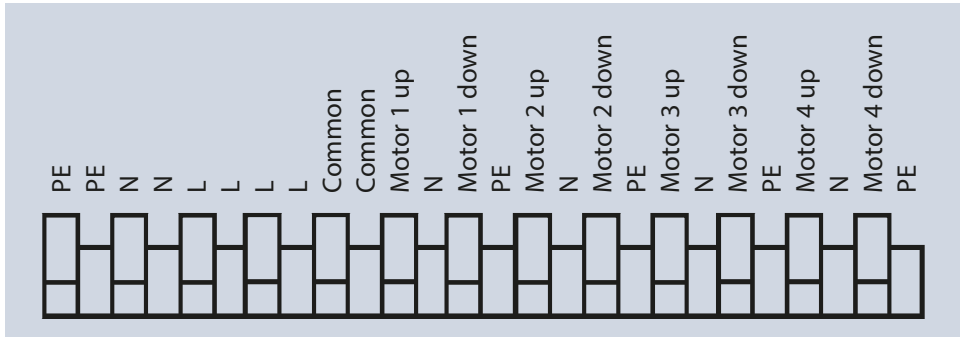 PE
PE
N
N
L
L
L
L
Common
Common
Motor 1 up
N
Motor 1 down
PE
Motor 2 up
N
Motor 2 down
PE
Motor 3 up
N
Motor 3 down
PE
Motor 4 up
N
Motor 4 down
PE